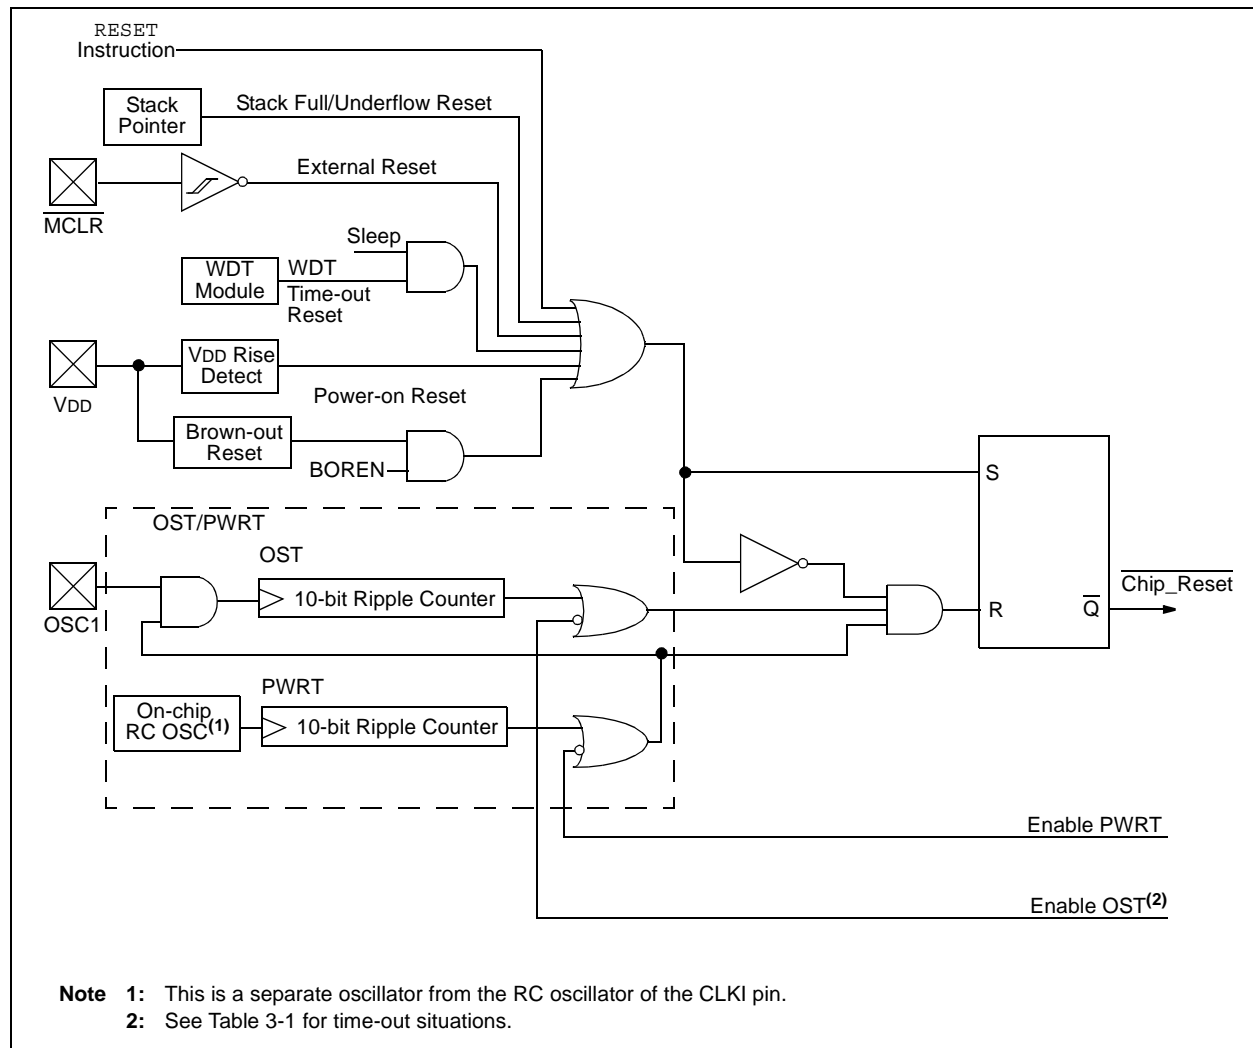 RESET
Instruction
Stack
Pointer
Stack Full/Underflow Reset
External Reset
MCLR
Sleep
WDT
Module
WDT
Time-out
Reset
VDD Rise
Detect
VDD
Power-on Reset
Brown-out
Reset
BOREN
S
OST/PWRT
OST
10-bit Ripple Counter
OSC1
Chip_Reset
R
Q
PWRT
On-chip
RC OSC(1)
10-bit Ripple Counter
Enable PWRT
Enable OST(2)
Note 1: This is a separate oscillator from the RC oscillator of the CLKI pin.
2: See Table 3-1 for time-out situations.